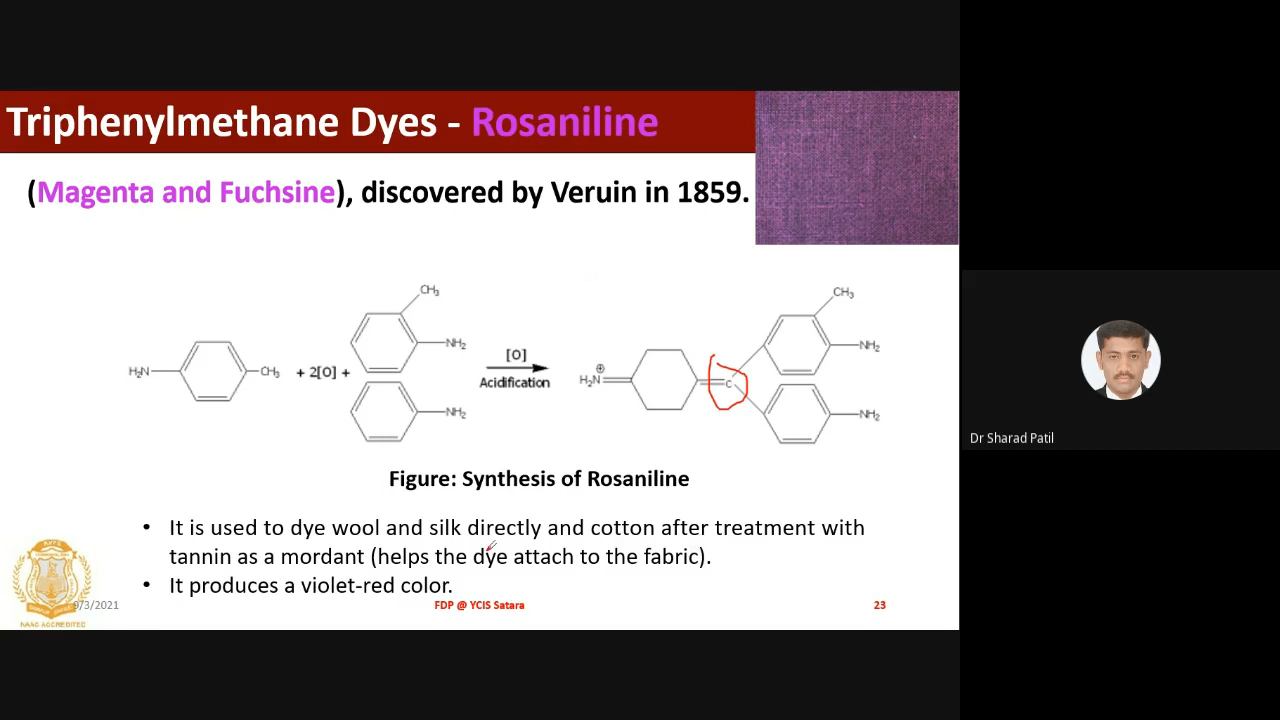 Triphenylmethane Dyes - Rosaniline
(Magenta and Fuchsine), discovered by Veruin in 1859.
CH₃
NH₂
H₂N
CH₃
+ 2[O] +
NH₂
[O]
Acidification
⊕
H₂N
C
CH₃
NH₂
NH₂
Figure: Synthesis of Rosaniline
• It is used to dye wool and silk directly and cotton after treatment with
tannin as a mordant (helps the dye attach to the fabric).
• It produces a violet-red color.
9/3/2021
FDP @ YCIS Satara
23
NAAC ACCREDITED
Dr Sharad Patil